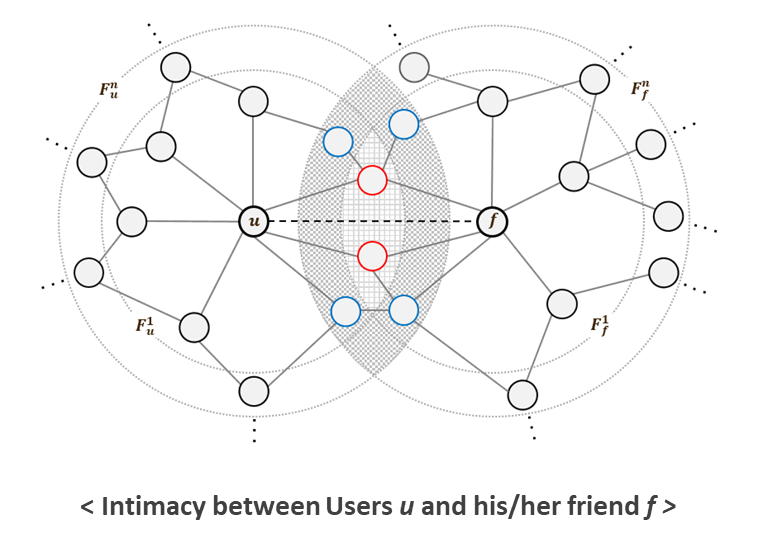 F_u^n
F_f^n
u
f
F_u^1
F_f^1
< Intimacy between Users u and his/her friend f >